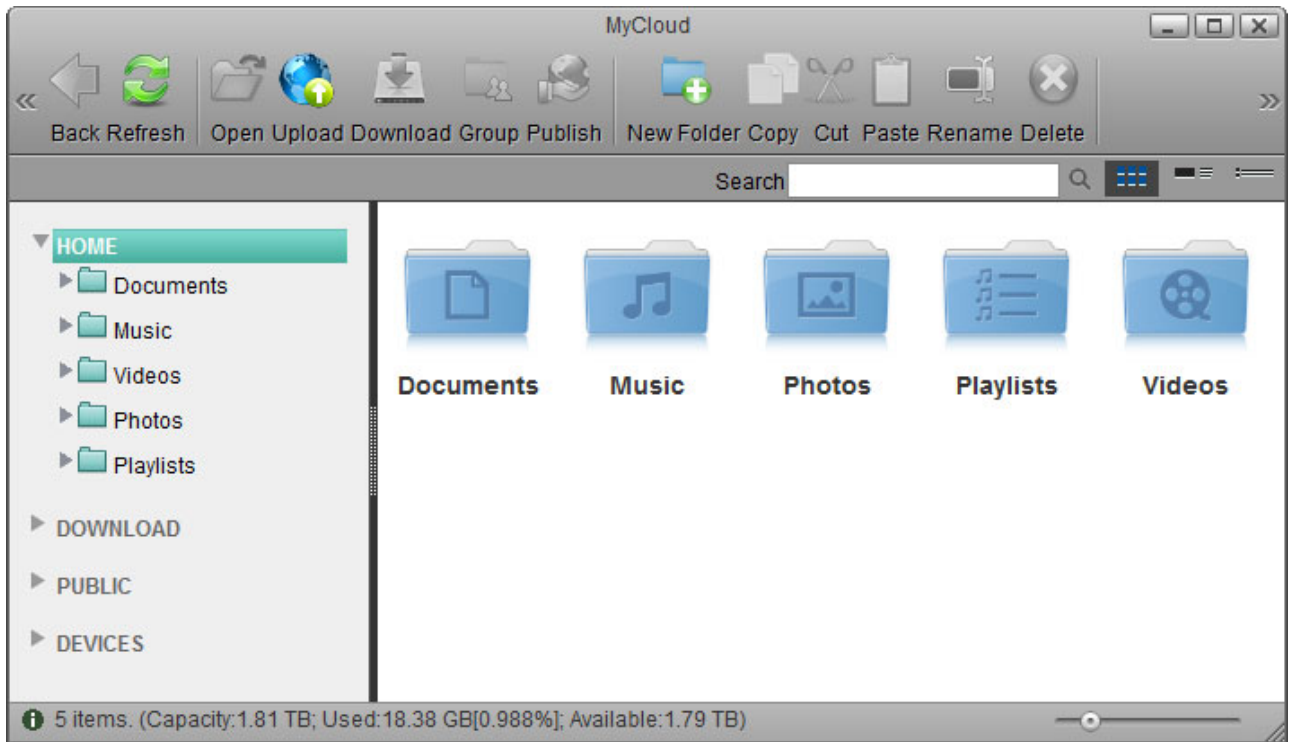 MyCloud
Back Refresh Open Upload Download Group Publish New Folder Copy Cut Paste Rename Delete
Search
HOME
Documents
Music
Videos
Photos
Playlists
DOWNLOAD
PUBLIC
DEVICES
Documents Music Photos Playlists Videos
5 items. (Capacity:1.81 TB; Used:18.38 GB[0.988%]; Available:1.79 TB)